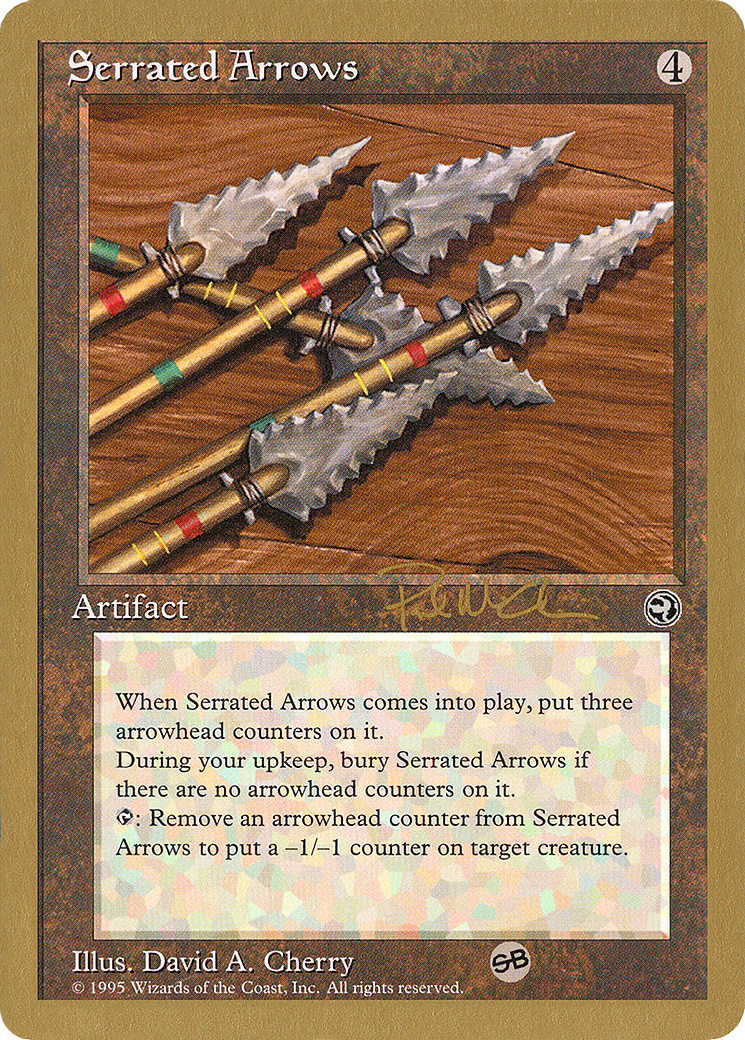 Serrated Arrows
4
Artifact
When Serrated Arrows comes into play, put three
arrowhead counters on it.
During your upkeep, bury Serrated Arrows if
there are no arrowhead counters on it.
: Remove an arrowhead counter from Serrated
Arrows to put a –1/–1 counter on target creature.
Illus. David A. Cherry
SB
© 1995 Wizards of the Coast, Inc. All rights reserved.